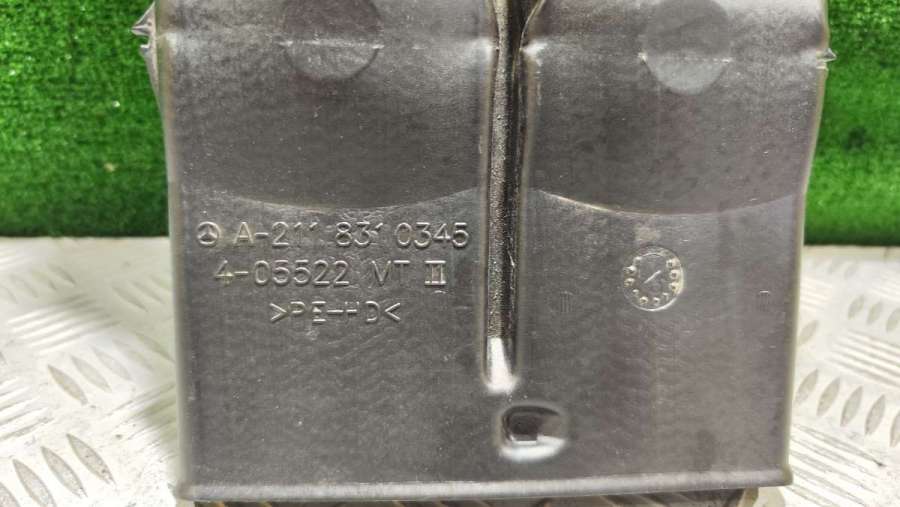 A-211 831 0345
4-05522 VT II
>PE-HD<